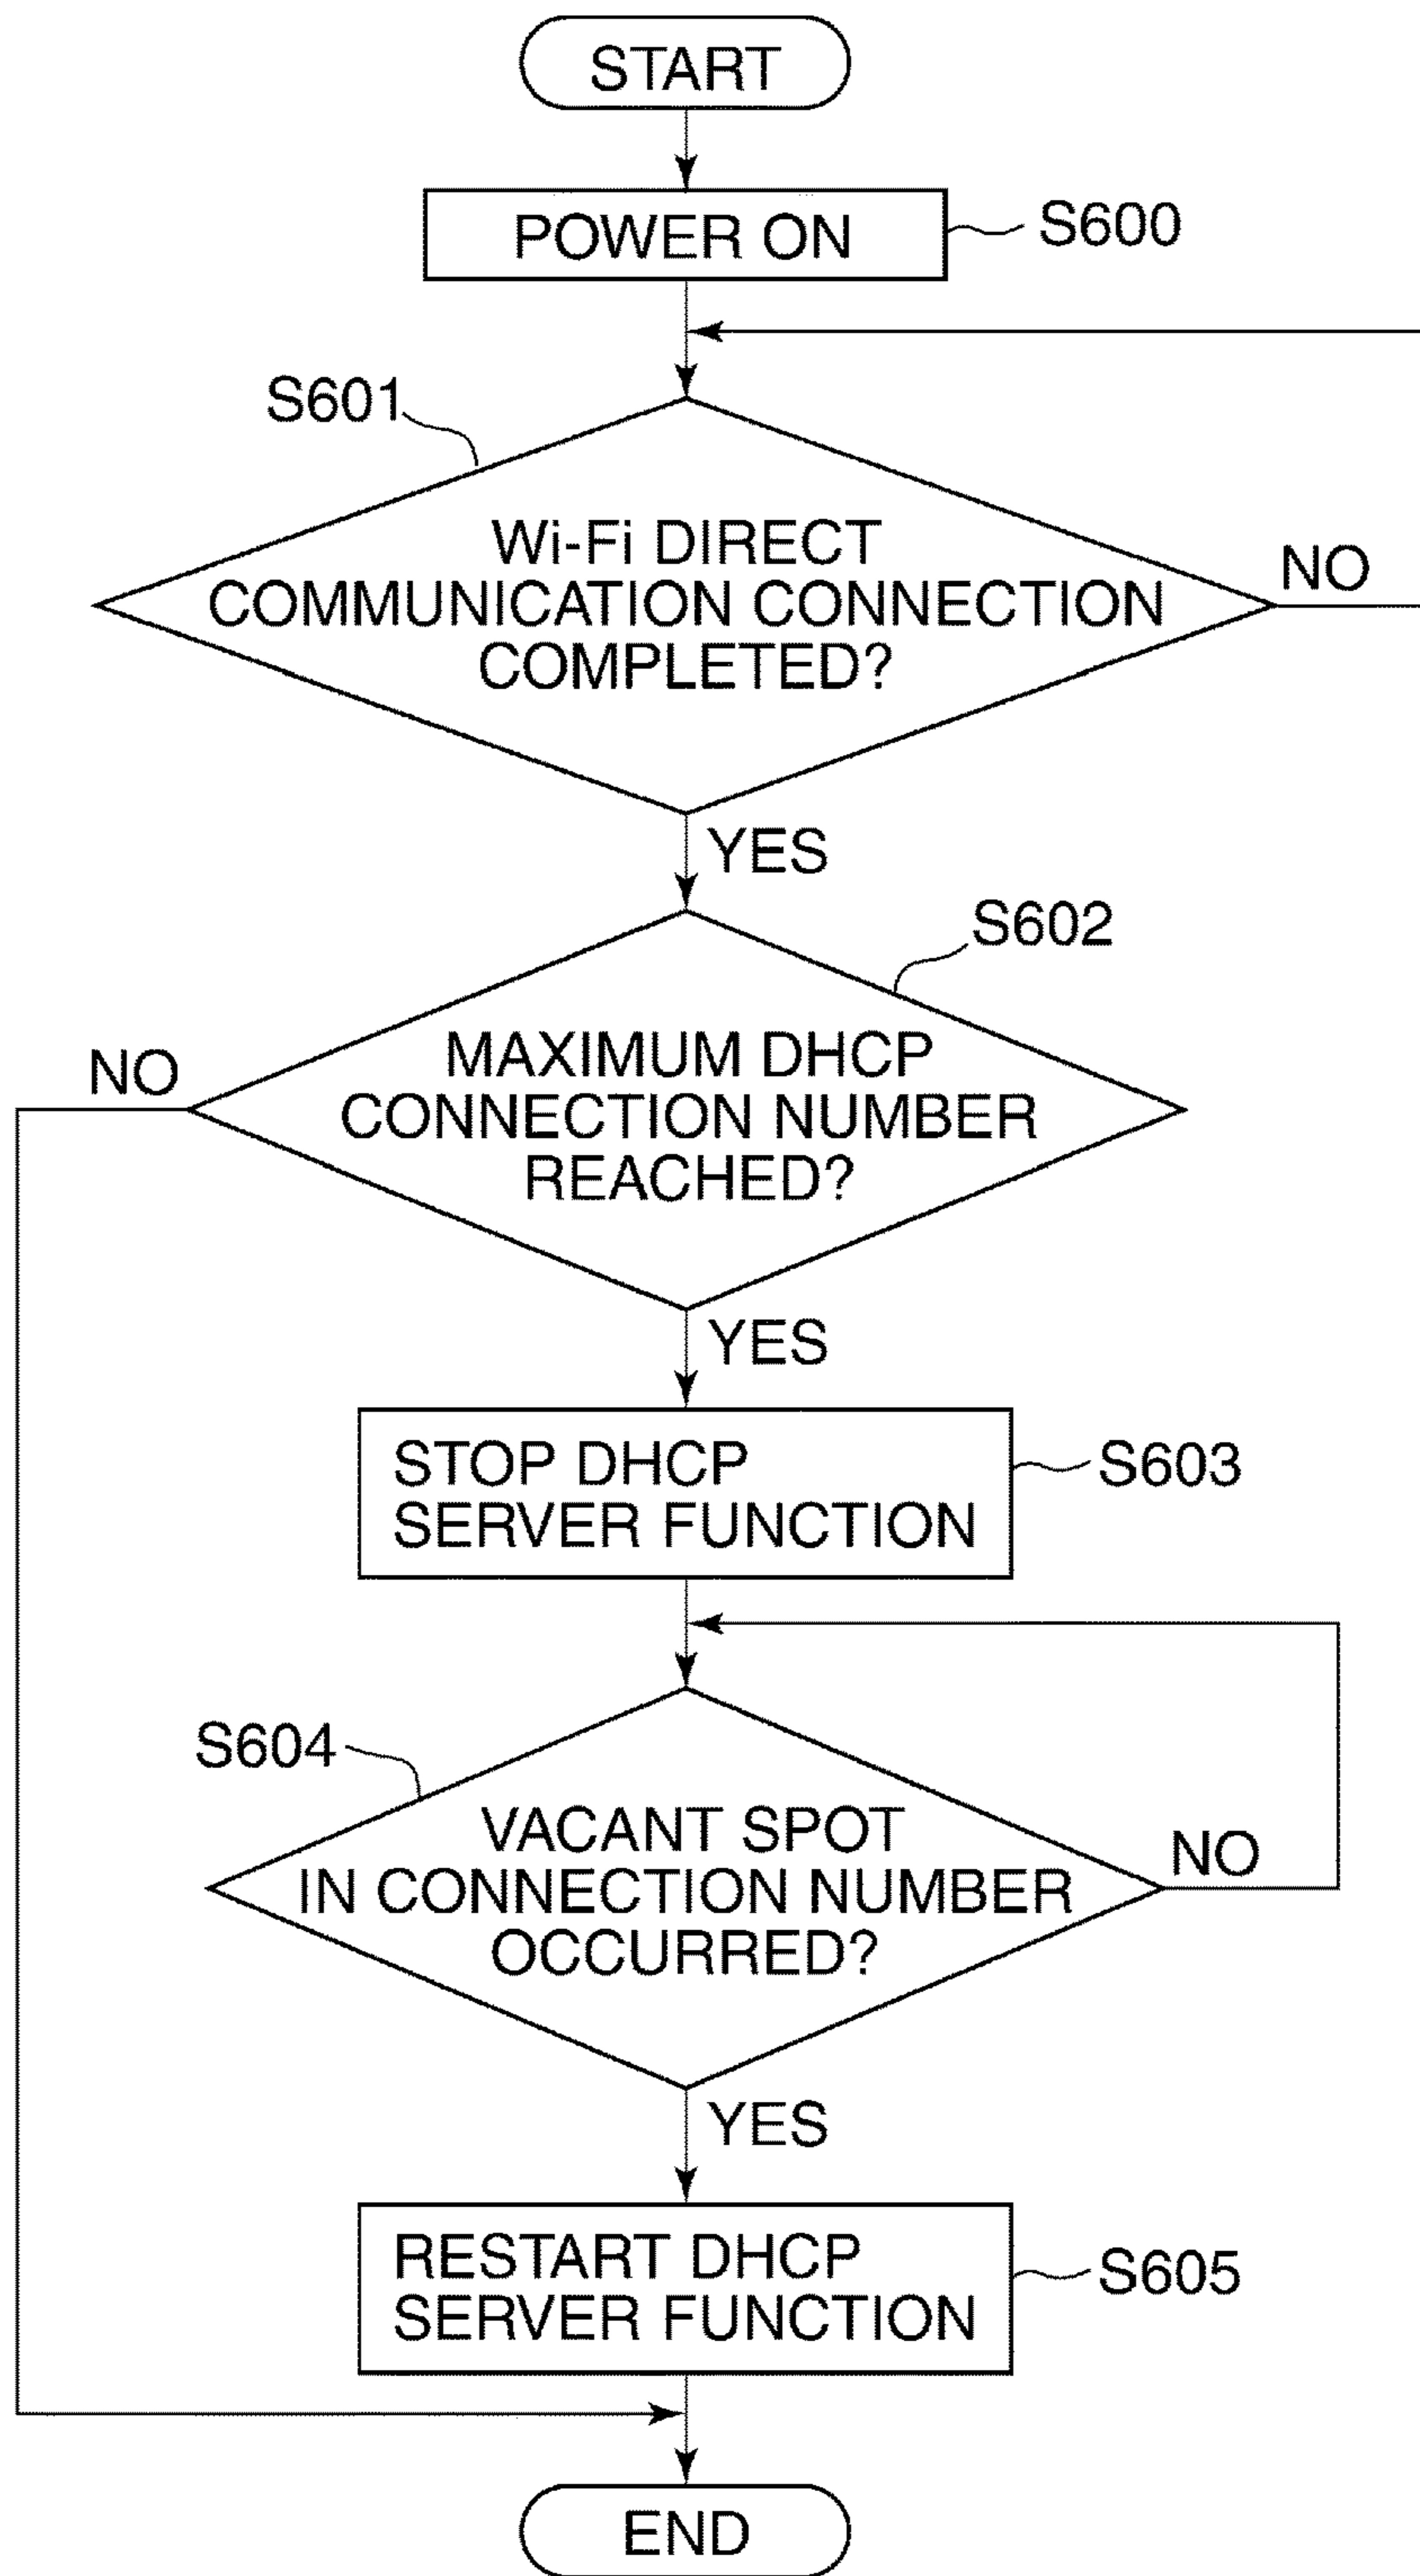 START
POWER ON
S600
S601
Wi-Fi DIRECT
COMMUNICATION CONNECTION
COMPLETED?
NO
YES
S602
MAXIMUM DHCP
CONNECTION NUMBER
REACHED?
NO
YES
STOP DHCP
SERVER FUNCTION
S603
S604
VACANT SPOT
IN CONNECTION NUMBER
OCCURRED?
NO
YES
RESTART DHCP
SERVER FUNCTION
S605
END